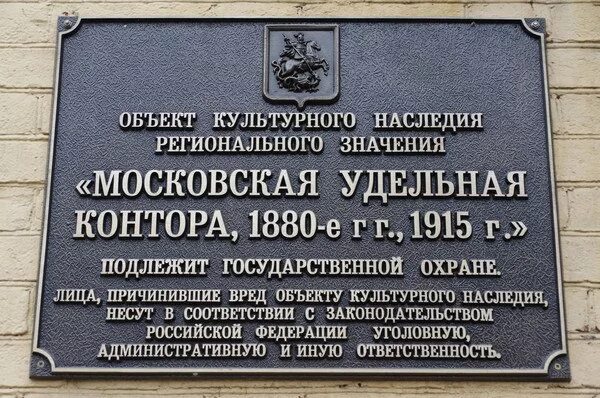 ОБЪЕКТ КУЛЬТУРНОГО НАСЛЕДИЯ
РЕГИОНАЛЬНОГО ЗНАЧЕНИЯ
«МОСКОВСКАЯ УДЕЛЬНАЯ
КОНТОРА, 1880-е г г., 1915 г.»
ПОДЛЕЖИТ ГОСУДАРСТВЕННОЙ ОХРАНЕ.
ЛИЦА, ПРИЧИНИВШИЕ ВРЕД ОБЪЕКТУ КУЛЬТУРНОГО НАСЛЕДИЯ,
НЕСУТ В СООТВЕТСТВИИ С ЗАКОНОДАТЕЛЬСТВОМ
РОССИЙСКОЙ ФЕДЕРАЦИИ УГОЛОВНУЮ,
АДМИНИСТРАТИВНУЮ И ИНУЮ ОТВЕТСТВЕННОСТЬ.